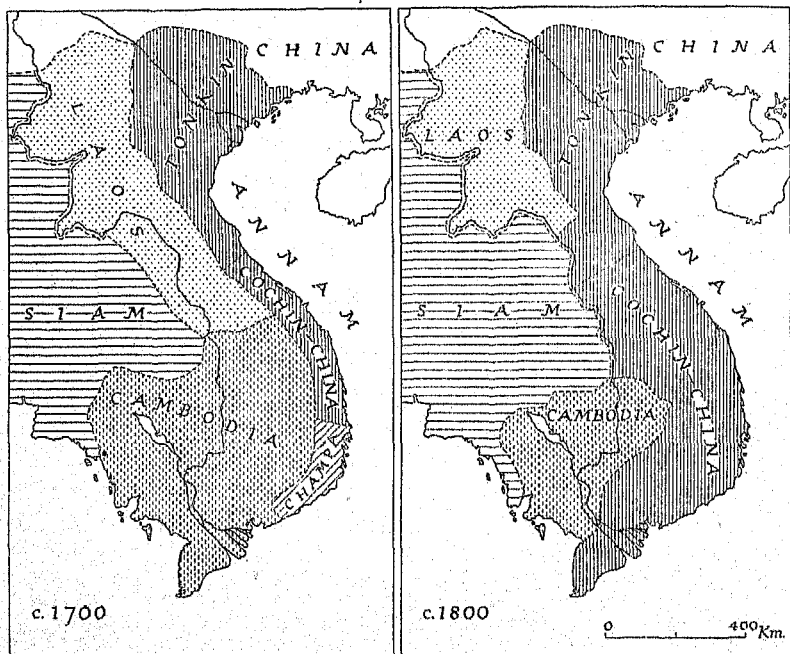 CHINA
TONKIN
LAOS
ANNAM
COCHIN CHINA
SIAM
CAMBODIA
CHAMPA
c.1700
CHINA
TONKIN
LAOS
ANNAM
SIAM
COCHIN-CHINA
CAMBODIA
c.1800
0 400 Km.